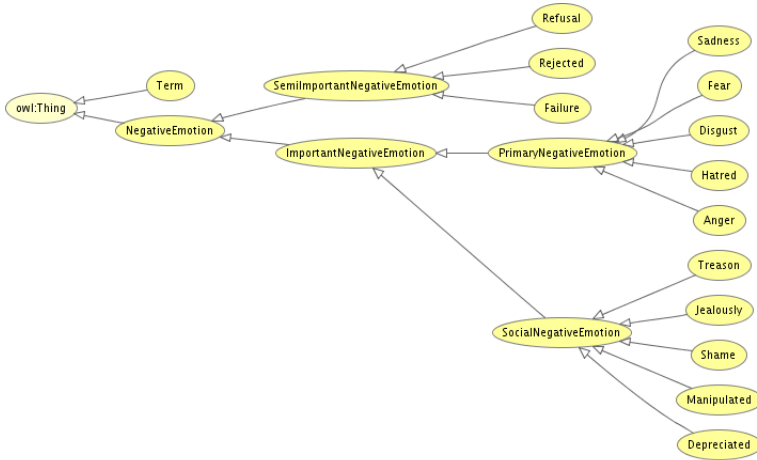 Refusal
Sadness
Rejected
Term
SemiImportantNegativeEmotion
Fear
owl:Thing
Failure
NegativeEmotion
Disgust
ImportantNegativeEmotion
PrimaryNegativeEmotion
Hatred
Anger
Treason
Jealously
SocialNegativeEmotion
Shame
Manipulated
Depreciated